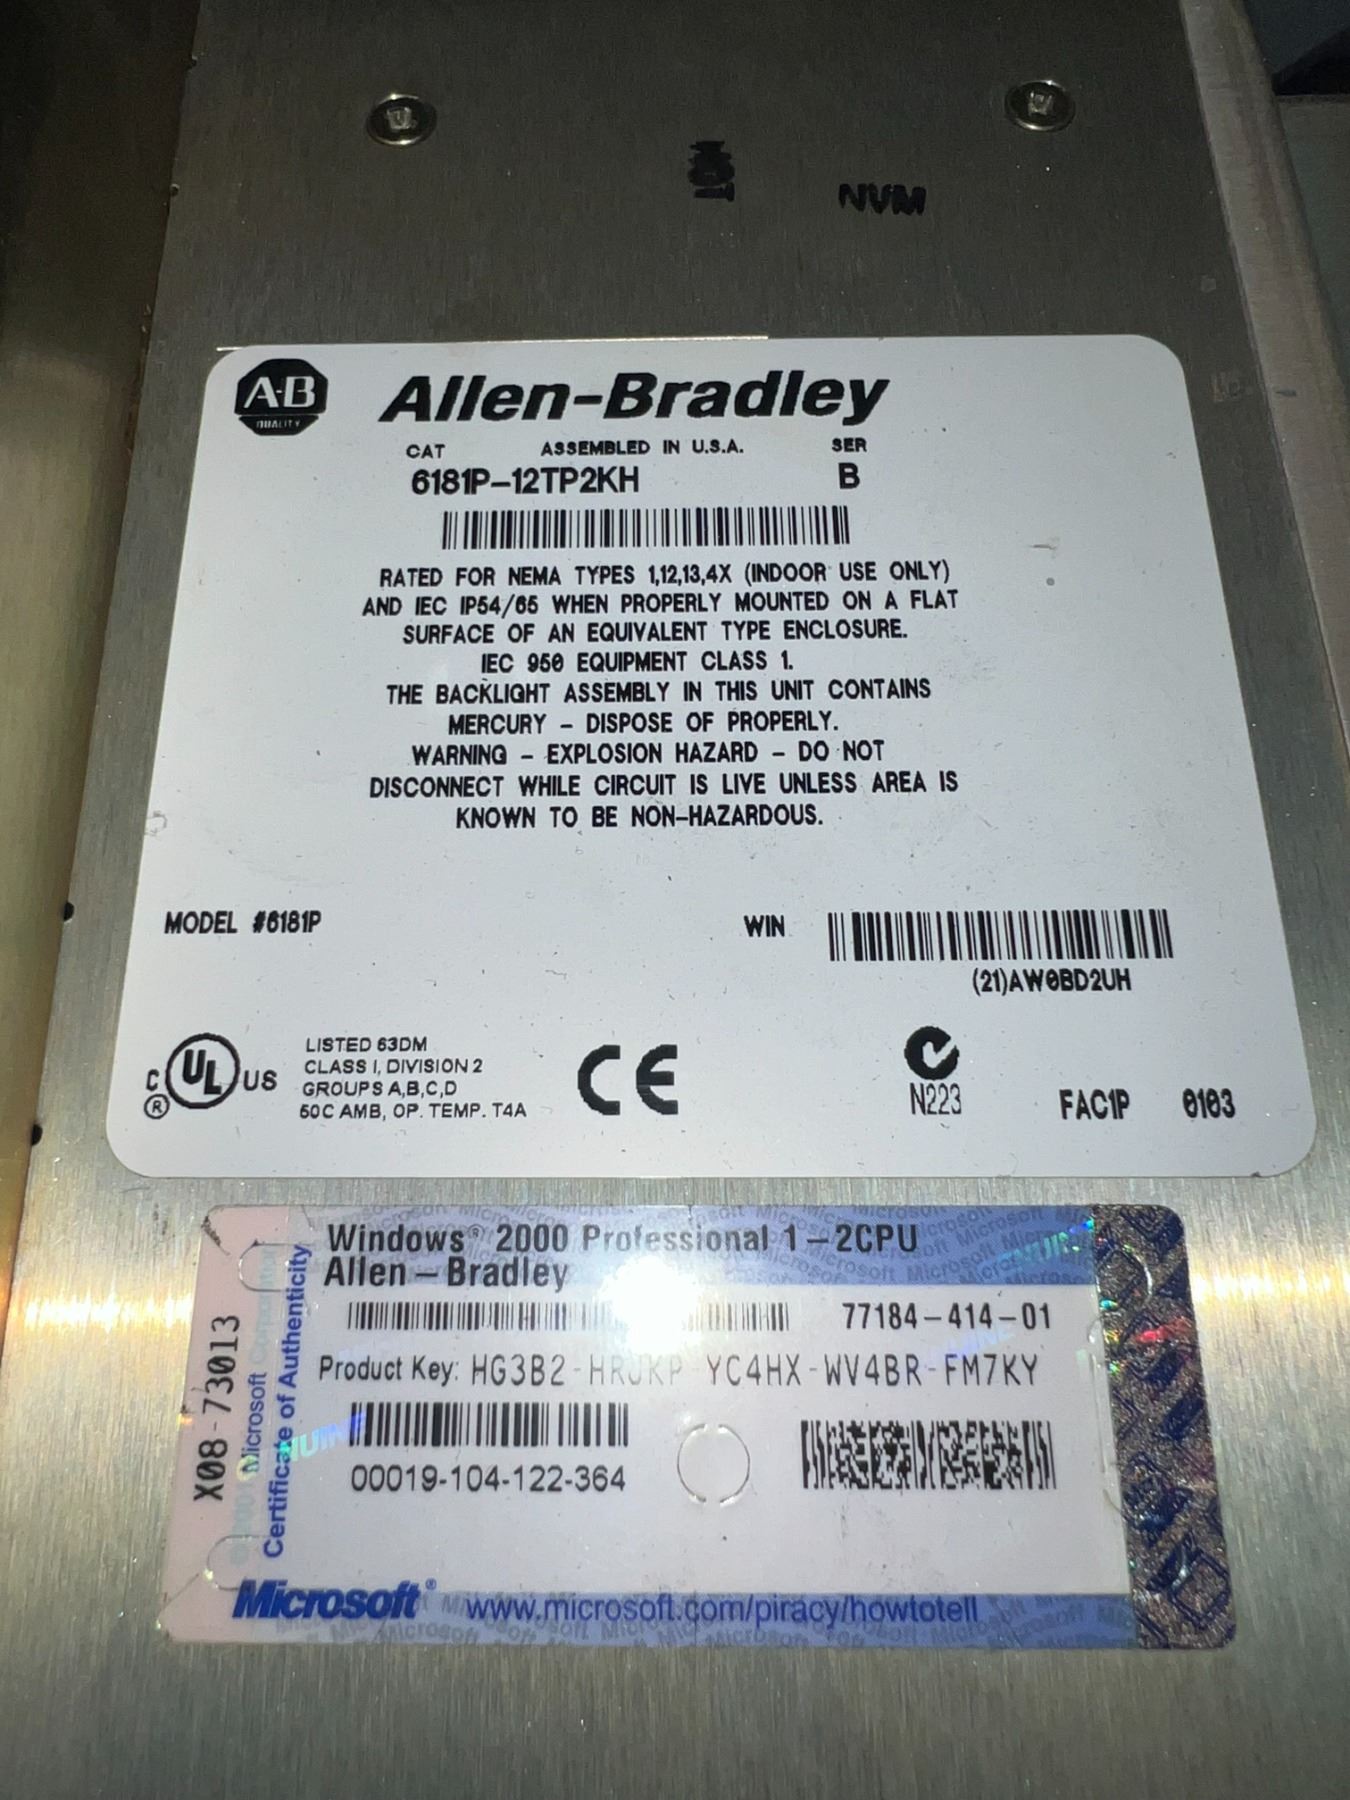 NVM
A-B
QUALITY
Allen-Bradley
CAT ASSEMBLED IN U.S.A. SER
6181P-12TP2KH B
RATED FOR NEMA TYPES 1,12,13,4X (INDOOR USE ONLY)
AND IEC IP54/65 WHEN PROPERLY MOUNTED ON A FLAT
SURFACE OF AN EQUIVALENT TYPE ENCLOSURE.
IEC 950 EQUIPMENT CLASS 1.
THE BACKLIGHT ASSEMBLY IN THIS UNIT CONTAINS
MERCURY - DISPOSE OF PROPERLY.
WARNING - EXPLOSION HAZARD - DO NOT
DISCONNECT WHILE CIRCUIT IS LIVE UNLESS AREA IS
KNOWN TO BE NON-HAZARDOUS.
MODEL #6181P WIN
(21)AW0BD2UH
C UL US ®
LISTED 63DM
CLASS I, DIVISION 2
GROUPS A,B,C,D
50C AMB, OP. TEMP. T4A
CE
N223
FAC1P 0103
Windows® 2000 Professional 1-2CPU
Allen-Bradley
77184-414-01
Product Key: HG3B2-HRJKP YC4HX-WV4BR-FM7KY
00019-104-122-364
X08-73013
Microsoft Corporation
Certificate of Authenticity
Microsoft® www.microsoft.com/piracy/howtotell